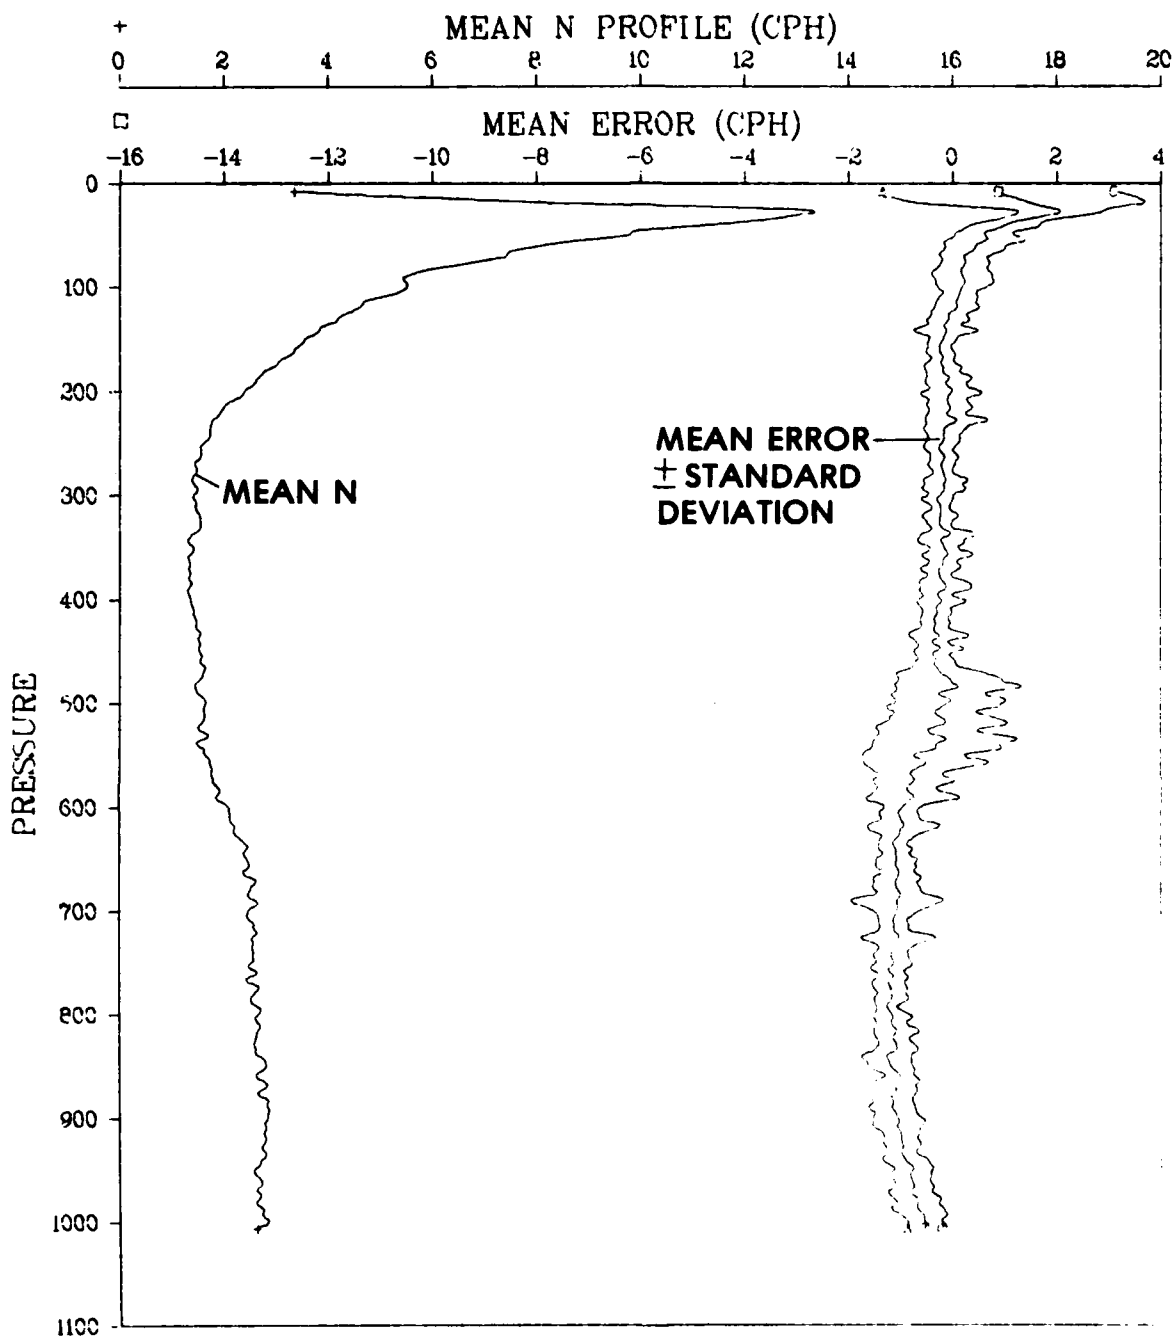 MEAN N PROFILE (CPH)
0 2 4 6 8 10 12 14 16 18 20
MEAN ERROR (CPH)
-16 -14 -12 -10 -8 -6 -4 -2 0 2 4
0
100
200
MEAN ERROR
± STANDARD
DEVIATION
MEAN N
300
400
PRESSURE
500
600
700
800
900
1000
1100